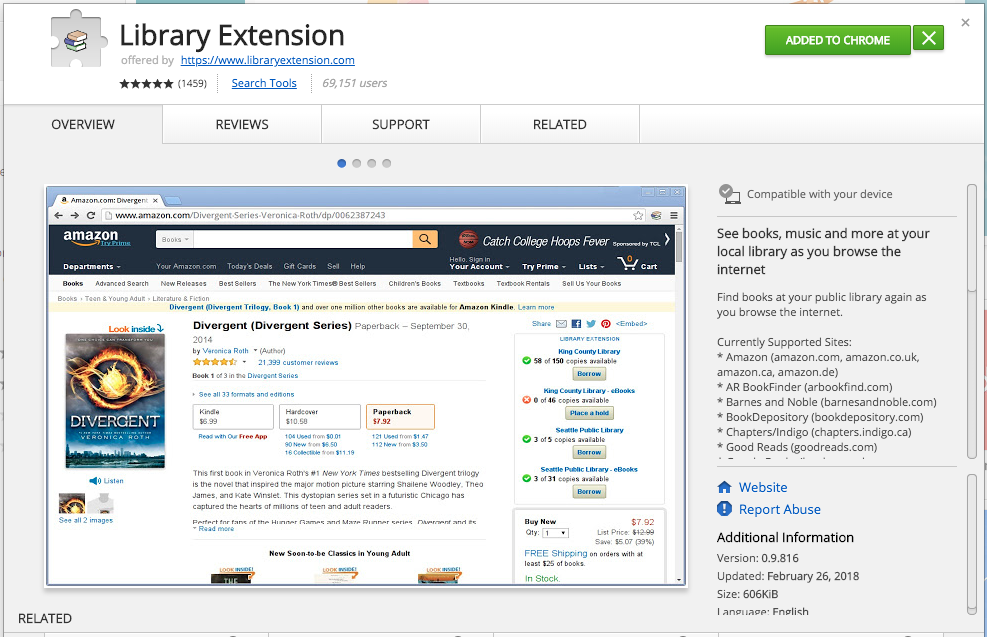 Library Extension
offered by https://www.libraryextension.com
★★★★★ (1459) Search Tools 69,151 users
ADDED TO CHROME
OVERVIEW REVIEWS SUPPORT RELATED
Amazon.com: Divergent
www.amazon.com/Divergent-Series-Veronica-Roth/dp/0062387243
amazon
Try Prime
Books
Catch College Hoops Fever Sponsored by TCL
Departments
Your Amazon.com Today's Deals Gift Cards Sell Help
Hello. Sign in
Your Account Try Prime Lists 0 Cart
Books Advanced Search New Releases Best Sellers The New York Times® Best Sellers Children's Books Textbooks Textbook Rentals Sell Us Your Books
Books › Teen & Young Adult › Literature & Fiction
Divergent (Divergent Trilogy, Book 1) and over one million other books are available for Amazon Kindle. Learn more
Look inside
DIVERGENT
VERONICA ROTH
Listen
See all 2 images
Divergent (Divergent Series) Paperback – September 30,
2014
by Veronica Roth (Author)
21,399 customer reviews
Book 1 of 3 in the Divergent Series
See all 33 formats and editions
Kindle
$6.99
Hardcover
$10.59
Paperback
$7.92
Read with Our Free App
104 Used from $0.01
90 New from $6.50
16 Collectible from $11.19
121 Used from $1.47
112 New from $3.50
This first book in Veronica Roth's #1 New York Times bestselling Divergent trilogy
is the novel that inspired the major motion picture starring Shailene Woodley, Theo
James, and Kate Winslet. This dystopian series set in a futuristic Chicago has
captured the hearts of millions of teen and adult readers.
Perfect for fans of the Hunger Games and Maze Runner series, Divergent and its
Read more
New Soon-to-be Classics in Young Adult
LOOK INSIDE!
LOOK INSIDE!
LOOK INSIDE!
THE
Share <Embed>
LIBRARY EXTENSION
King County Library
58 of 150 copies available
Borrow
King County Library - eBooks
0 of 46 copies available
Place a hold
Seattle Public Library
3 of 5 copies available
Borrow
Seattle Public Library - eBooks
3 of 31 copies available
Borrow
Buy New $7.92
Qty: 1 List Price: $12.99
Save: $5.07 (39%)
FREE Shipping on orders with at
least $25 of books.
In Stock.
Compatible with your device
See books, music and more at your
local library as you browse the
internet
Find books at your public library again as
you browse the internet.
Currently Supported Sites:
* Amazon (amazon.com, amazon.co.uk,
amazon.ca, amazon.de)
* AR BookFinder (arbookfind.com)
* Barnes and Noble (barnesandnoble.com)
* BookDepository (bookdepository.com)
* Chapters/Indigo (chapters.indigo.ca)
* Good Reads (goodreads.com)
Website
Report Abuse
Additional Information
Version: 0.9.816
Updated: February 26, 2018
Size: 606KiB
Language: English
RELATED